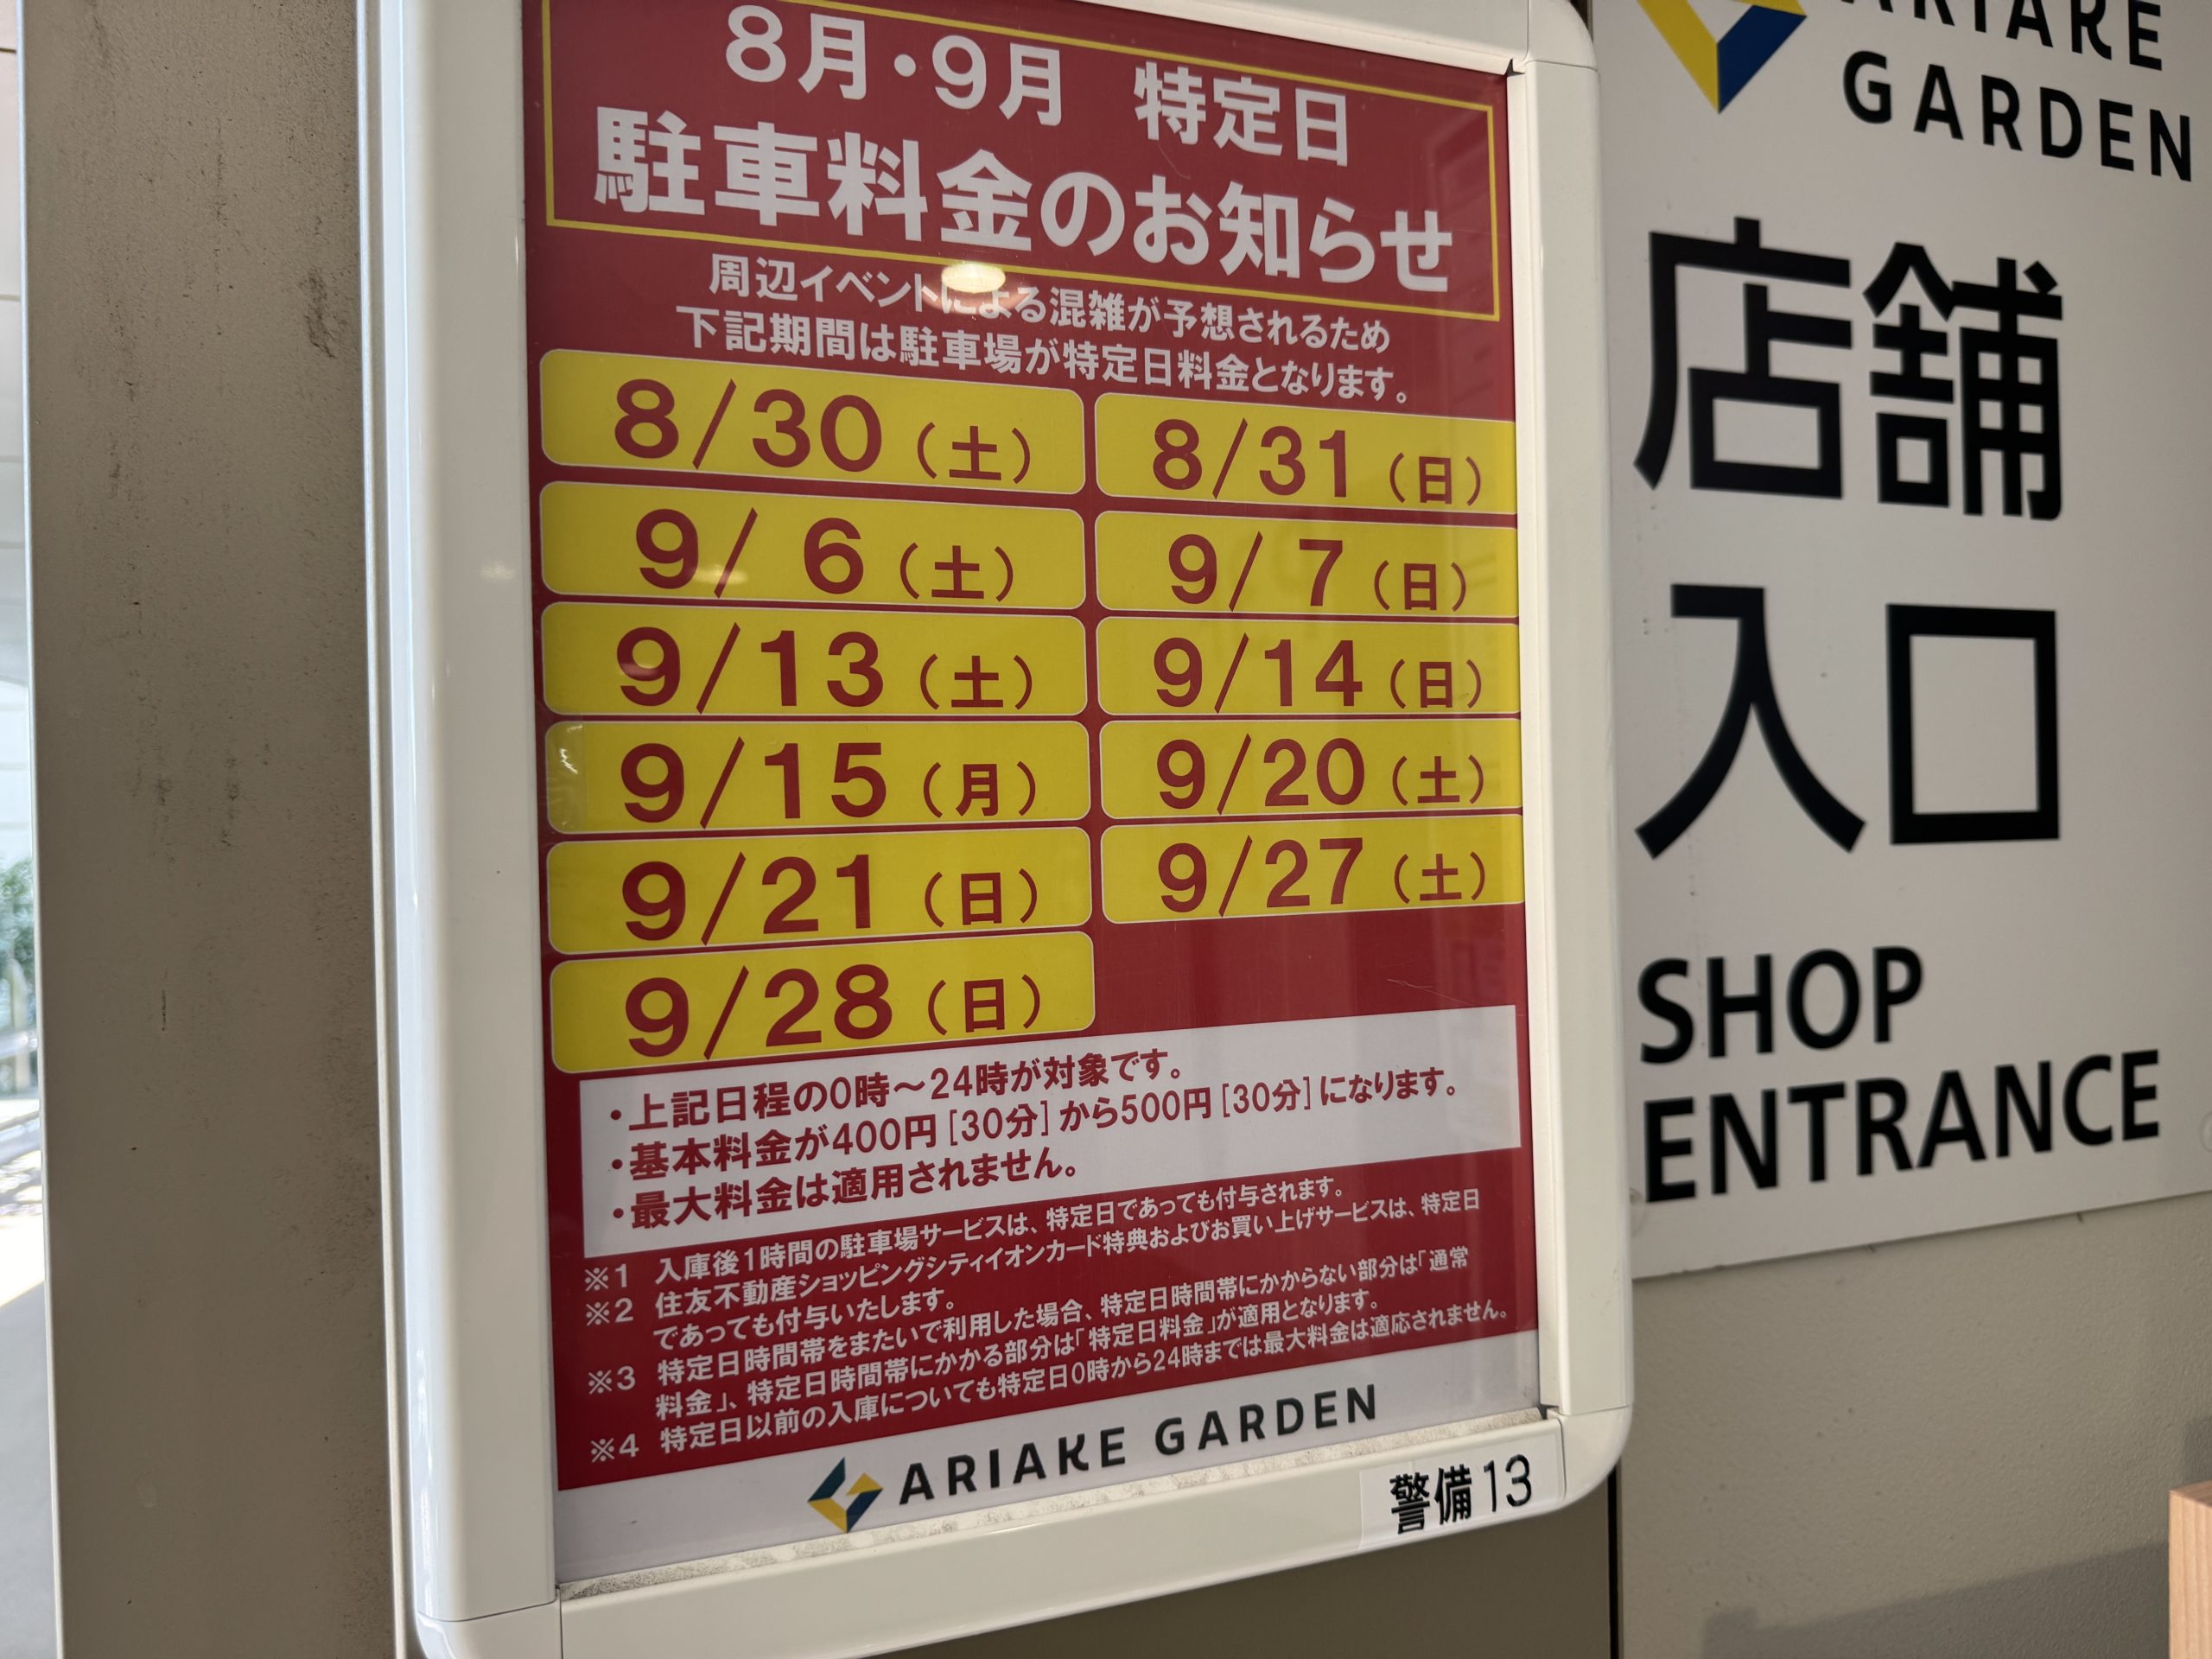 8月・9月 特定日
駐車料金のお知らせ
周辺イベントによる混雑が予想されるため
下記期間は駐車場が特定日料金となります。
8/30（土） 8/31（日）
9/ 6（土） 9/ 7（日）
9/13（土） 9/14（日）
9/15（月） 9/20（土）
9/21（日） 9/27（土）
9/28（日）
・上記日程の0時～24時が対象です。
・基本料金が400円［30分］から500円［30分］になります。
・最大料金は適用されません。
※1 入庫後1時間の駐車場サービスは、特定日であっても付与されます。
※2 住友不動産ショッピングシティイオンカード特典およびお買い上げサービスは、特定日
であっても付与いたします。
※3 特定日時間帯をまたいで利用した場合、特定日時間帯にかからない部分は「通常
料金」、特定日時間帯にかかる部分は「特定日料金」が適用となります。
※4 特定日以前の入庫についても特定日0時から24時までは最大料金は適応されません。
ARIAKE GARDEN
警備13
ARIAKE
GARDEN
店舗
入口
SHOP
ENTRANCE